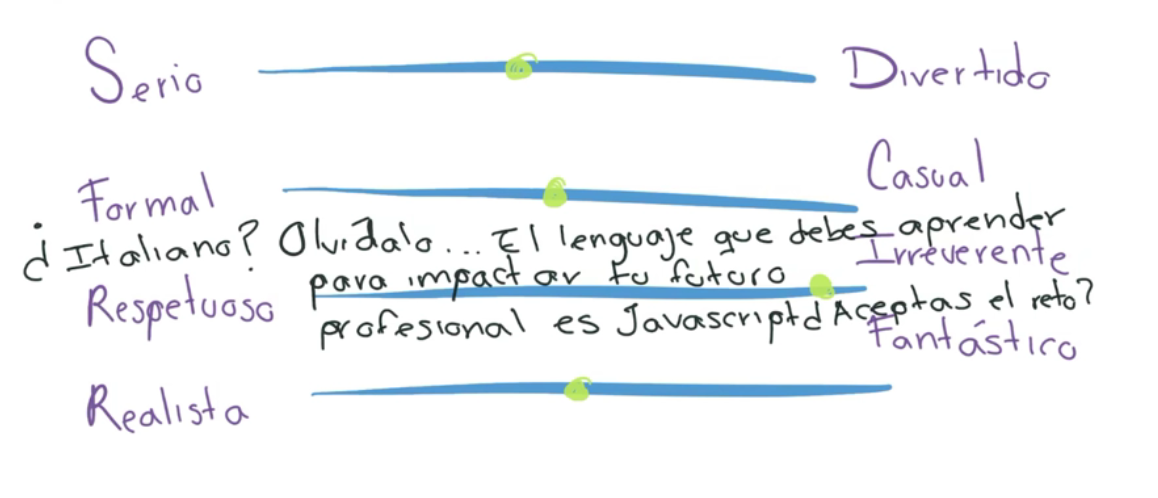 Serio
Divertido
Casual
Formal
¿Italiano? Olvídalo... El lenguaje que debes aprender
Irreverente
para impactar tu futuro
Respetuoso
profesional es Javascript ¿Aceptas el reto?
Fantástico
Realista